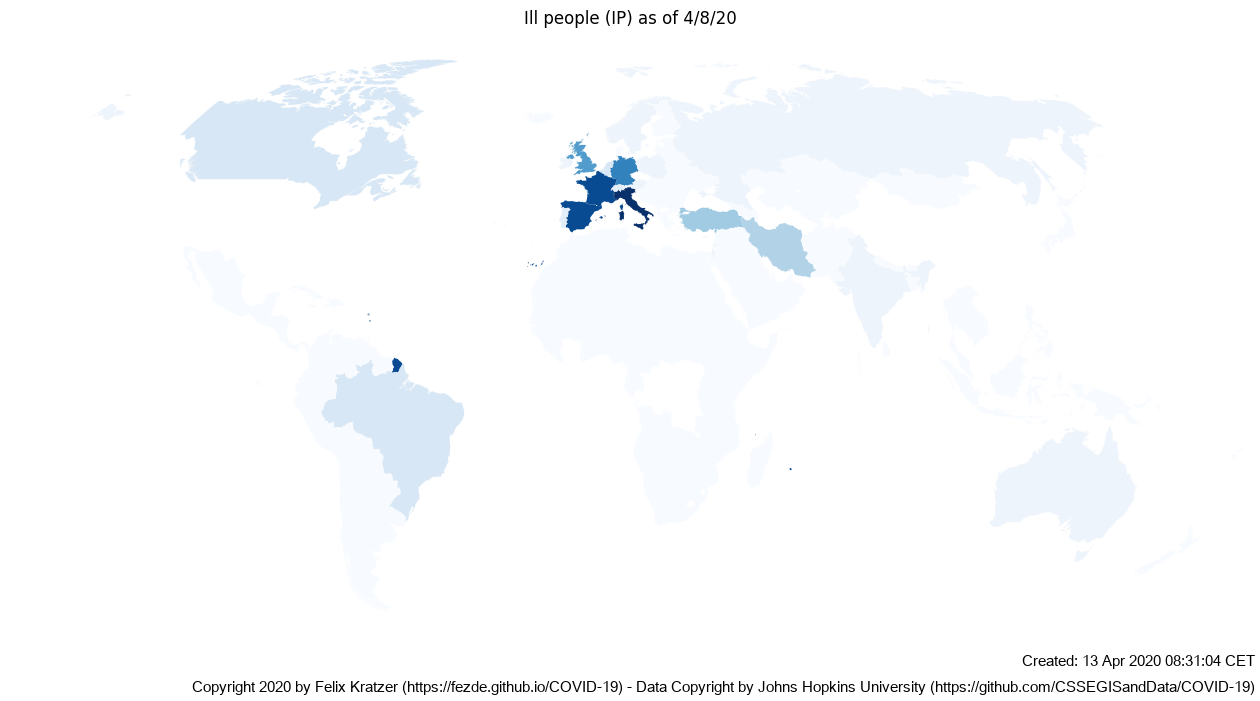 Ill people (IP) as of 4/8/20
Created: 13 Apr 2020 08:31:04 CET
Copyright 2020 by Felix Kratzer (https://fezde.github.io/COVID-19) - Data Copyright by Johns Hopkins University (https://github.com/CSSEGISandData/COVID-19)